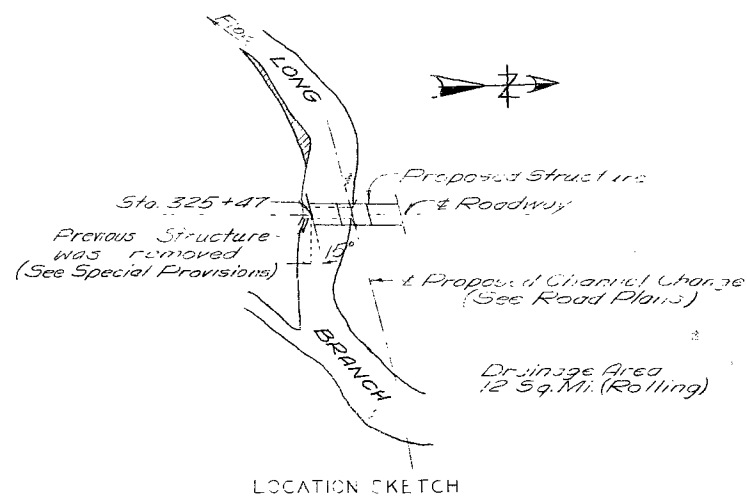 Flow
LONG
N
Proposed Structure
Sta. 325+47
℄ Roadway
Previous Structure
was removed
(See Special Provisions)
15°
℄ Proposed Channel Change
(See Road Plans)
BRANCH
Drainage Area
12 Sq. Mi. (Rolling)
LOCATION SKETCH